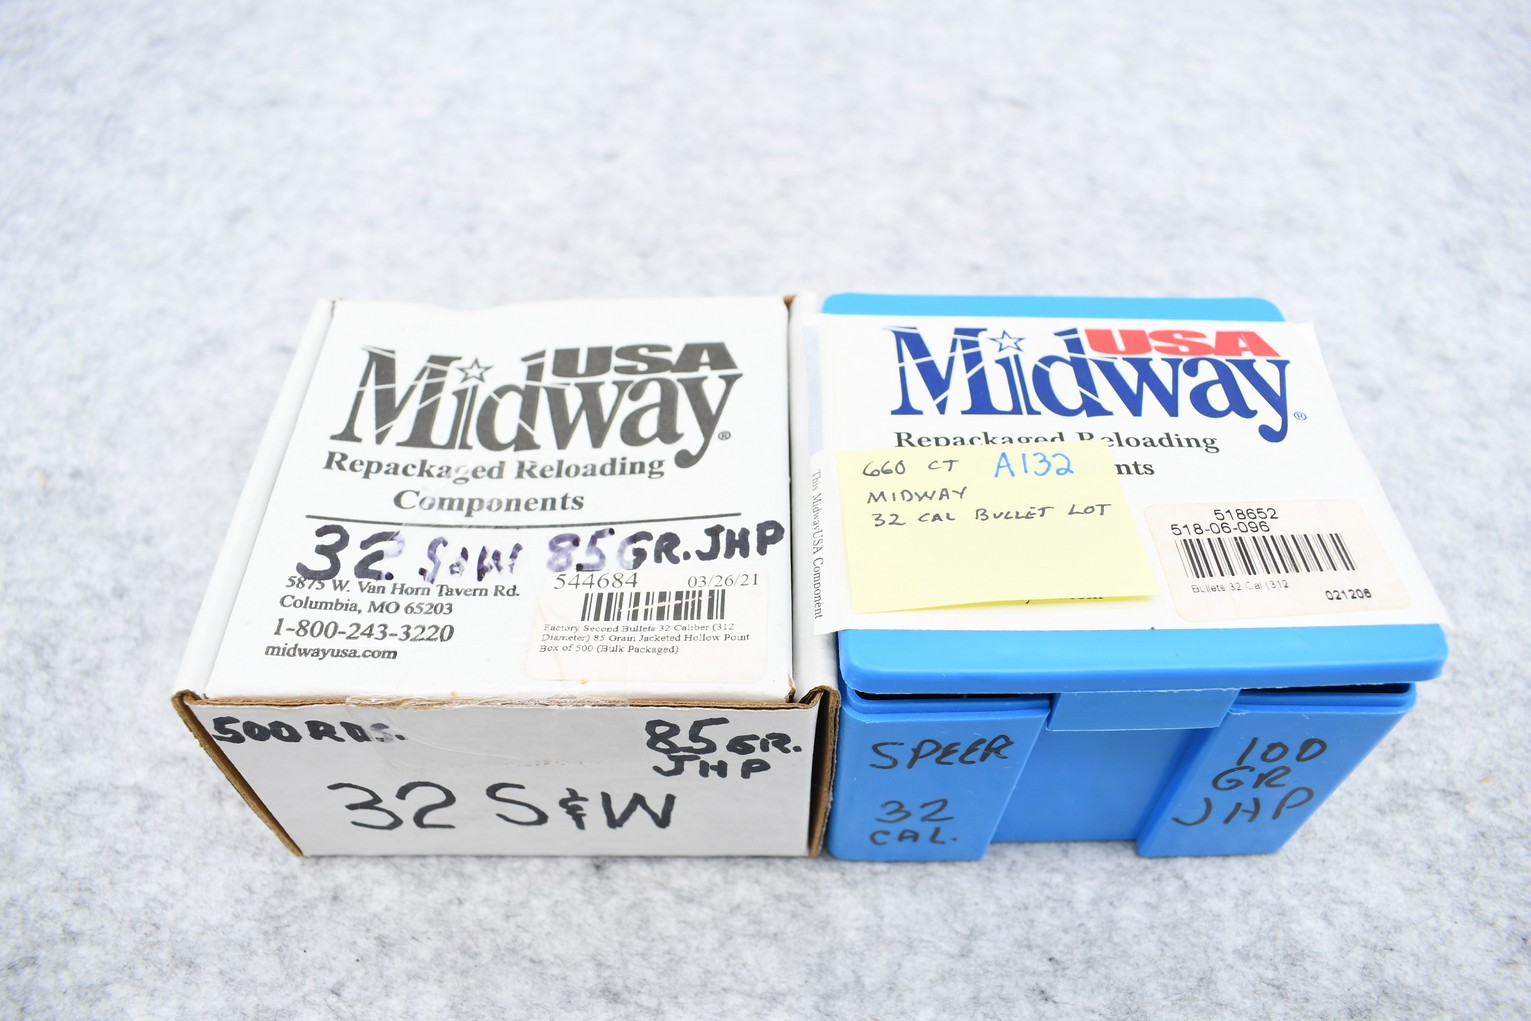 USA
Midway®
Repackaged Reloading
Components
32 S&W 85 GR. JHP
5875 W. Van Horn Tavern Rd.
Columbia, MO 65203
1-800-243-3220
midwayusa.com
544684 03/26/21
Factory Second Bullets 32 Caliber (312
Diameter) 85 Grain Jacketed Hollow Point
Box of 500 (Bulk Packaged)
500 RDS.
85 GR.
JHP
32 S&W
USA
Midway®
Repackaged Reloading
nts
660 CT A132
MIDWAY
32 CAL BULLET LOT
This MidwayUSA Component
518652
518-06-096
Bullets 32 Cal (312
021206
SPEER
32
CAL.
100
GR
JHP